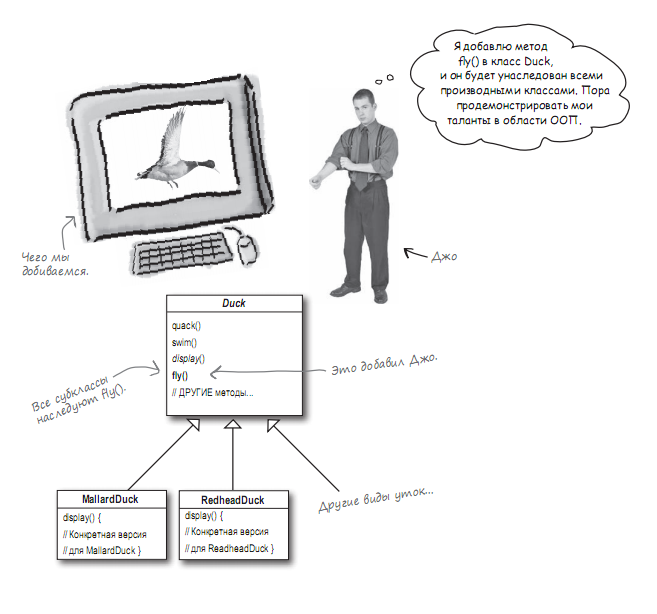 Я добавлю метод
fly() в класс Duck,
и он будет унаследован всеми
производными классами. Пора
продемонстрировать мои
таланты в области ООП.
Чего мы
добиваемся.
Джо
Duck
quack()
swim()
display()
fly()
// ДРУГИЕ методы...
Все субклассы
наследуют fly().
Это добавил Джо.
MallardDuck
display() {
// Конкретная версия
// для MallardDuck }
RedheadDuck
display() {
// Конкретная версия
// для ReadheadDuck }
Другие виды уток...